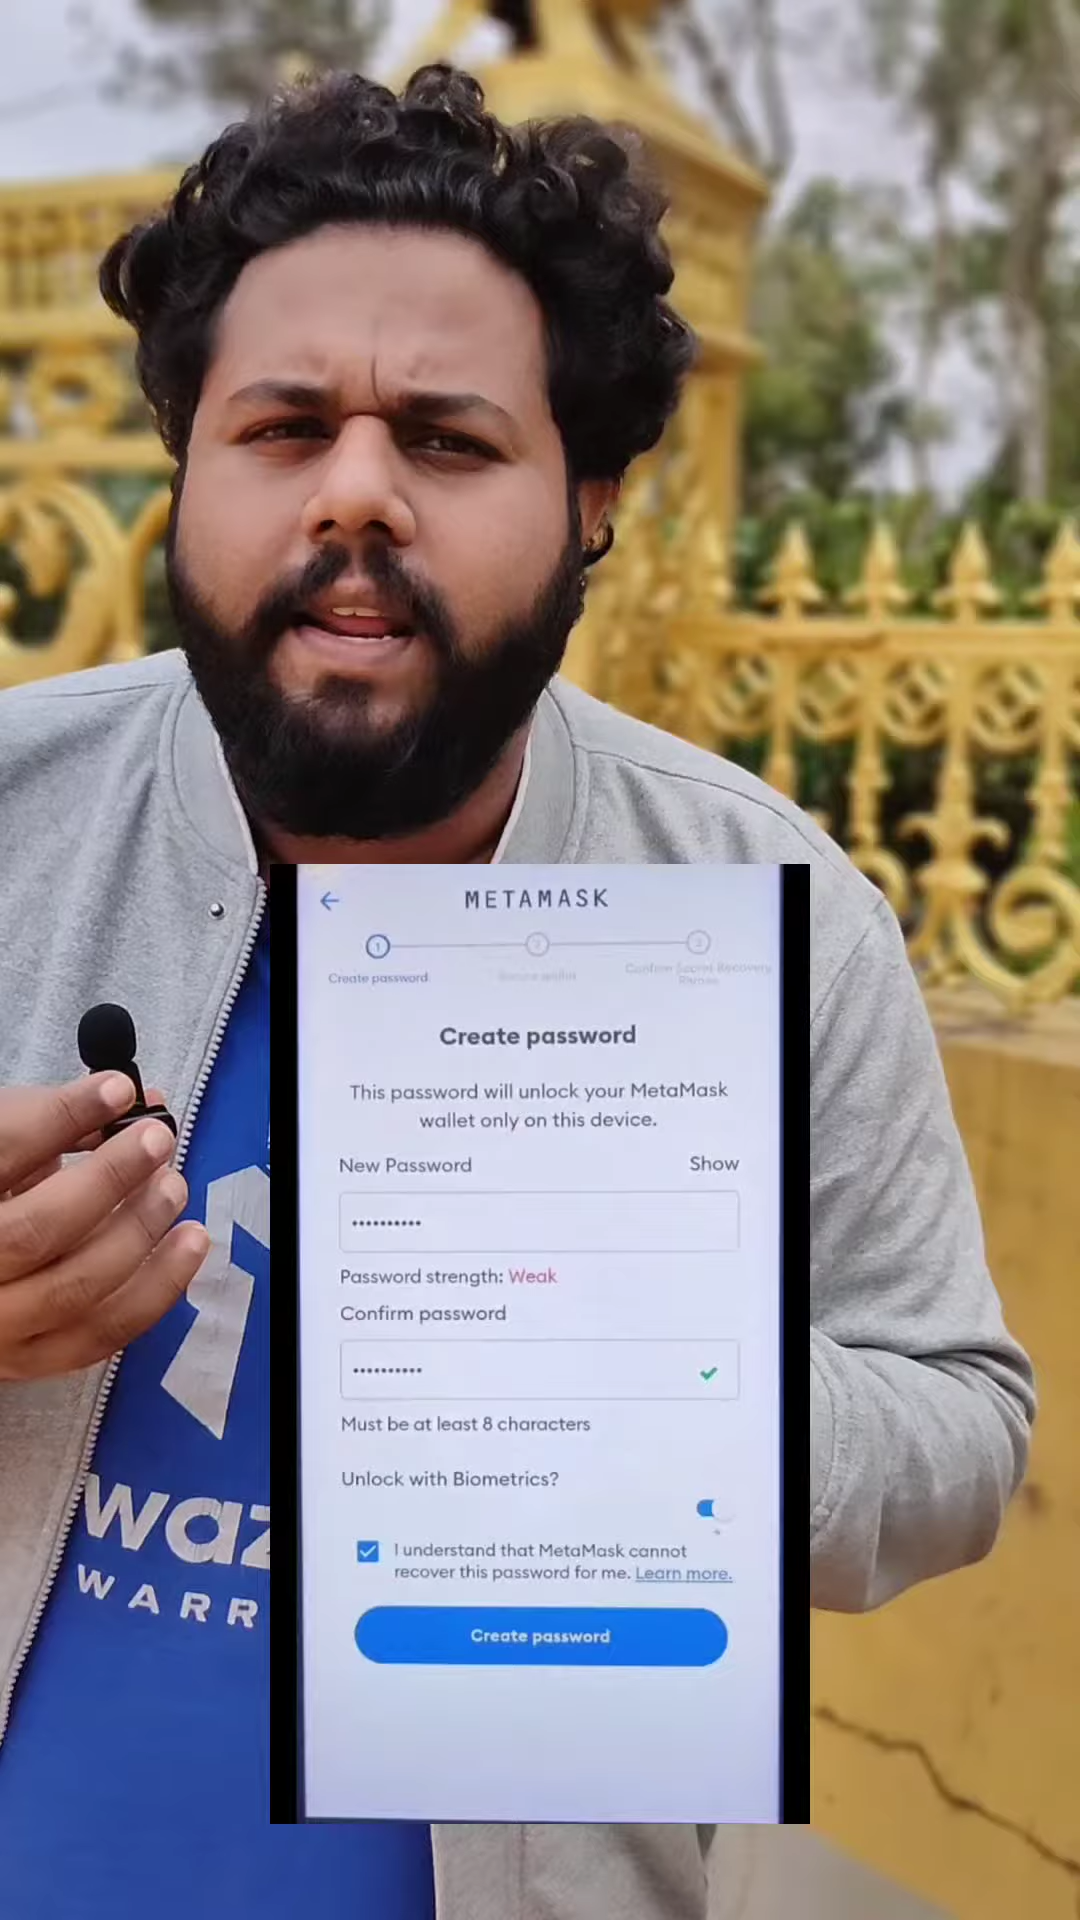 METAMASK
1
Create password
Create password
This password will unlock your MetaMask
wallet only on this device.
New Password
Show
••••••••••
Password strength: Weak
Confirm password
••••••••••
Must be at least 8 characters
Unlock with Biometrics?
I understand that MetaMask cannot
recover this password for me. Learn more.
Create password
waz
WARR